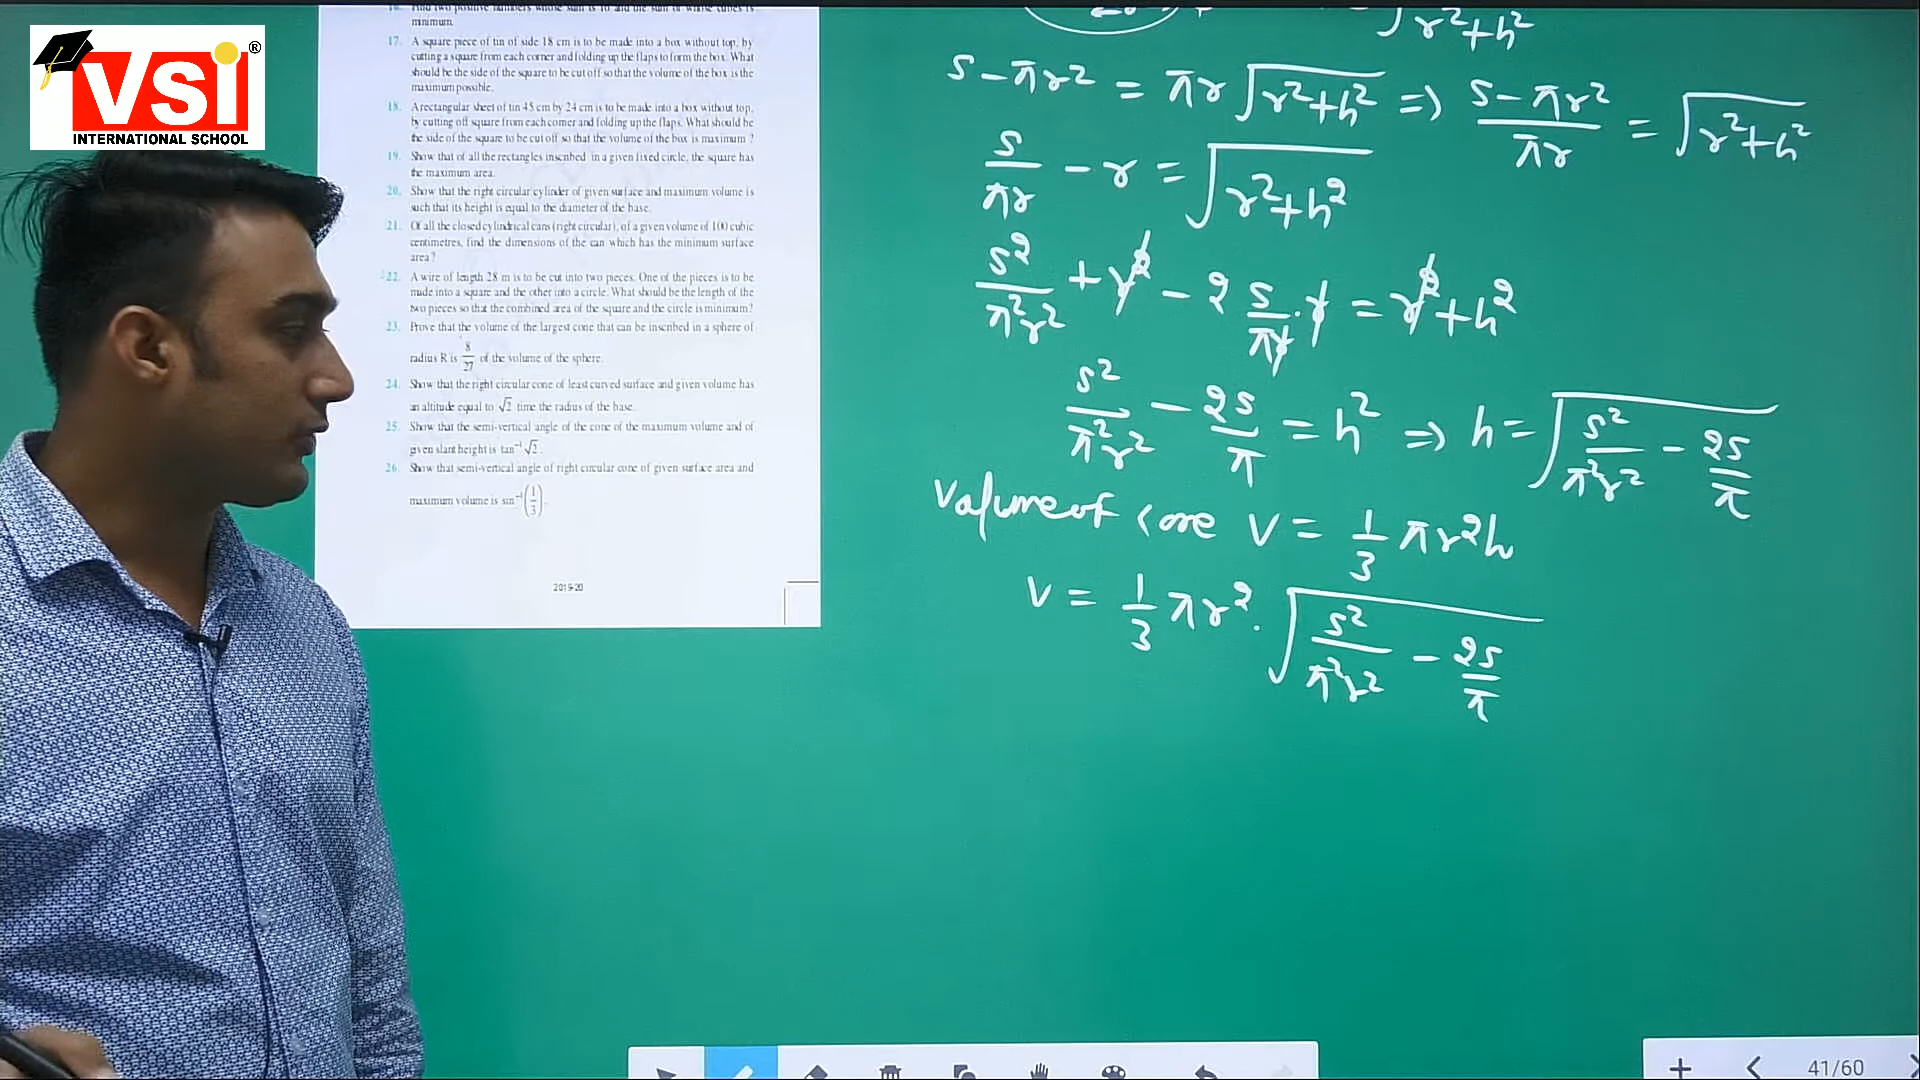 VSI
®
INTERNATIONAL SCHOOL
16. Find two positive numbers whose sum is 16 and the sum of whose cubes is
minimum.
17. A square piece of tin of side 18 cm is to be made into a box without top, by
cutting a square from each corner and folding up the flaps to form the box. What
should be the side of the square to be cut off so that the volume of the box is the
maximum possible.
18. A rectangular sheet of tin 45 cm by 24 cm is to be made into a box without top,
by cutting off square from each corner and folding up the flaps. What should be
the side of the square to be cut off so that the volume of the box is maximum ?
19. Show that of all the rectangles inscribed in a given fixed circle, the square has
the maximum area.
20. Show that the right circular cylinder of given surface and maximum volume is
such that its height is equal to the diameter of the base.
21. Of all the closed cylindrical cans (right circular), of a given volume of 100 cubic
centimetres, find the dimensions of the can which has the minimum surface
area?
22. A wire of length 28 m is to be cut into two pieces. One of the pieces is to be
made into a square and the other into a circle. What should be the length of the
two pieces so that the combined area of the square and the circle is minimum?
23. Prove that the volume of the largest cone that can be inscribed in a sphere of
radius R is 8/27 of the volume of the sphere.
24. Show that the right circular cone of least curved surface and given volume has
an altitude equal to √2 time the radius of the base.
25. Show that the semi-vertical angle of the cone of the maximum volume and of
given slant height is tan⁻¹ √2.
26. Show that semi-vertical angle of right circular cone of given surface area and
maximum volume is sin⁻¹(1/3).
2019-20
√r²+h²
S-πr² = πr√r²+h² ⇒ S-πr²/πr = √r²+h²
S/πr - r = √r²+h²
S²/π²r² + r² - 2 S/πr · r = r²+h²
S²/π²r² - 2S/π = h² ⇒ h = √S²/π²r² - 2S/π
Volume of cone V = 1/3 πr²h
V = 1/3 πr² · √S²/π²r² - 2S/π
41/60